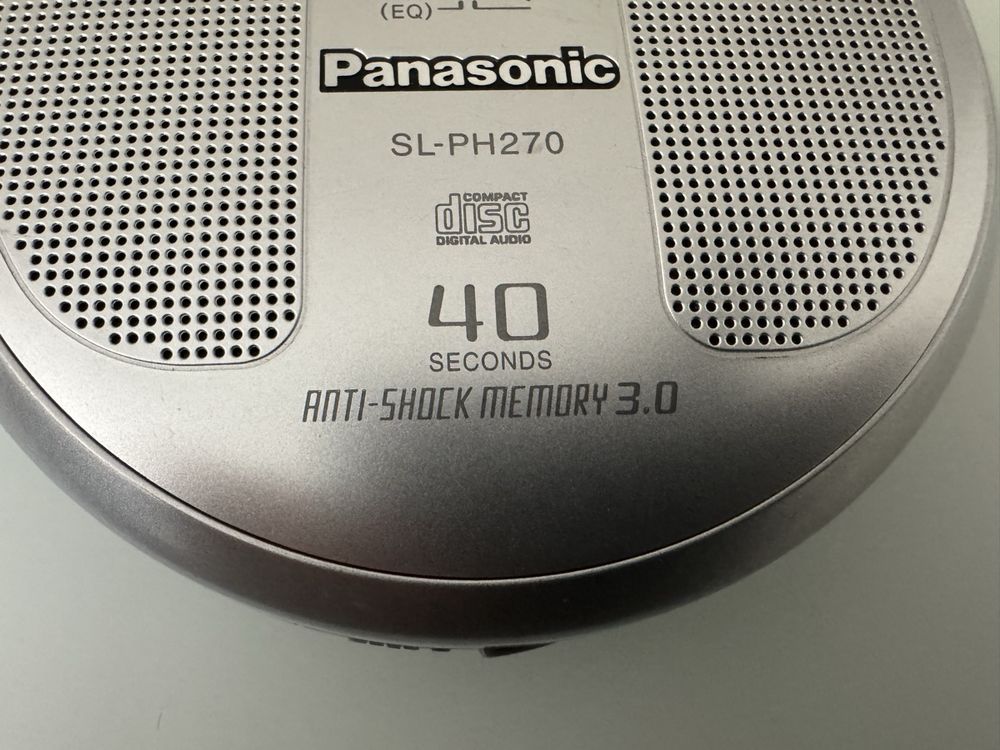 (EQ)
Panasonic
SL-PH270
COMPACT
disc
DIGITAL AUDIO
40
SECONDS
ANTI-SHOCK MEMORY 3.0